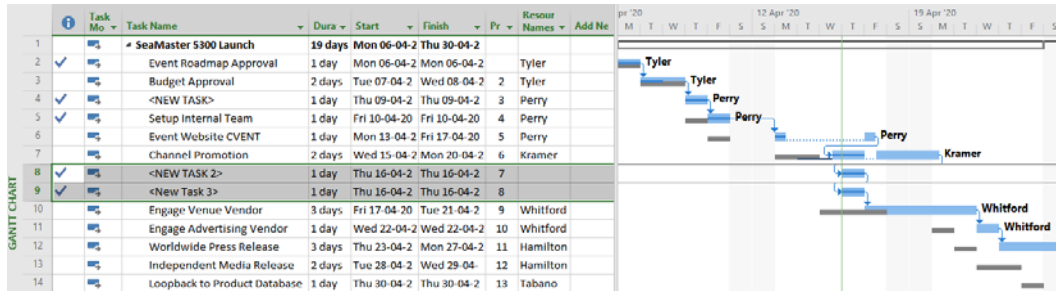 Task Resour pr '20 12 Apr '20 19 Apr '20
Mo Task Name Dura Start Finish Pr Names Add Ne M T W T F S S M T W T F S S M T W T F S
1 SeaMaster 5300 Launch 19 days Mon 06-04-2 Thu 30-04-2
2 Event Roadmap Approval 1 day Mon 06-04-2 Mon 06-04-2 Tyler Tyler
3 Budget Approval 2 days Tue 07-04-2 Wed 08-04-2 2 Tyler Tyler
4 <NEW TASK> 1 day Thu 09-04-2 Thu 09-04-2 3 Perry Perry
5 Setup Internal Team 1 day Fri 10-04-20 Fri 10-04-20 4 Perry Perry
6 Event Website CVENT 1 day Mon 13-04-2 Fri 17-04-20 5 Perry Perry
7 Channel Promotion 2 days Wed 15-04-2 Mon 20-04-2 6 Kramer Kramer
8 <NEW TASK 2> 1 day Thu 16-04-2 Thu 16-04-2 7
9 <New Task 3> 1 day Thu 16-04-2 Thu 16-04-2 8
10 Engage Venue Vendor 3 days Fri 17-04-20 Tue 21-04-2 9 Whitford Whitford
11 Engage Advertising Vendor 1 day Wed 22-04-2 Wed 22-04-2 10 Whitford Whitford
12 Worldwide Press Release 3 days Thu 23-04-2 Mon 27-04-2 11 Hamilton
13 Independent Media Release 2 days Tue 28-04-2 Wed 29-04- 12 Hamilton
14 Loopback to Product Database 1 day Thu 30-04-2 Thu 30-04-2 13 Tabano
GANTT CHART